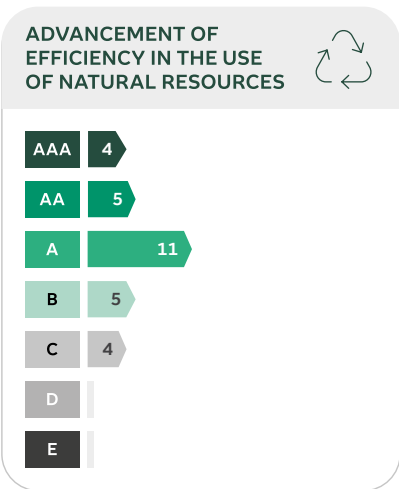 ADVANCEMENT OF
EFFICIENCY IN THE USE
OF NATURAL RESOURCES
AAA 4
AA 5
A 11
B 5
C 4
D
E